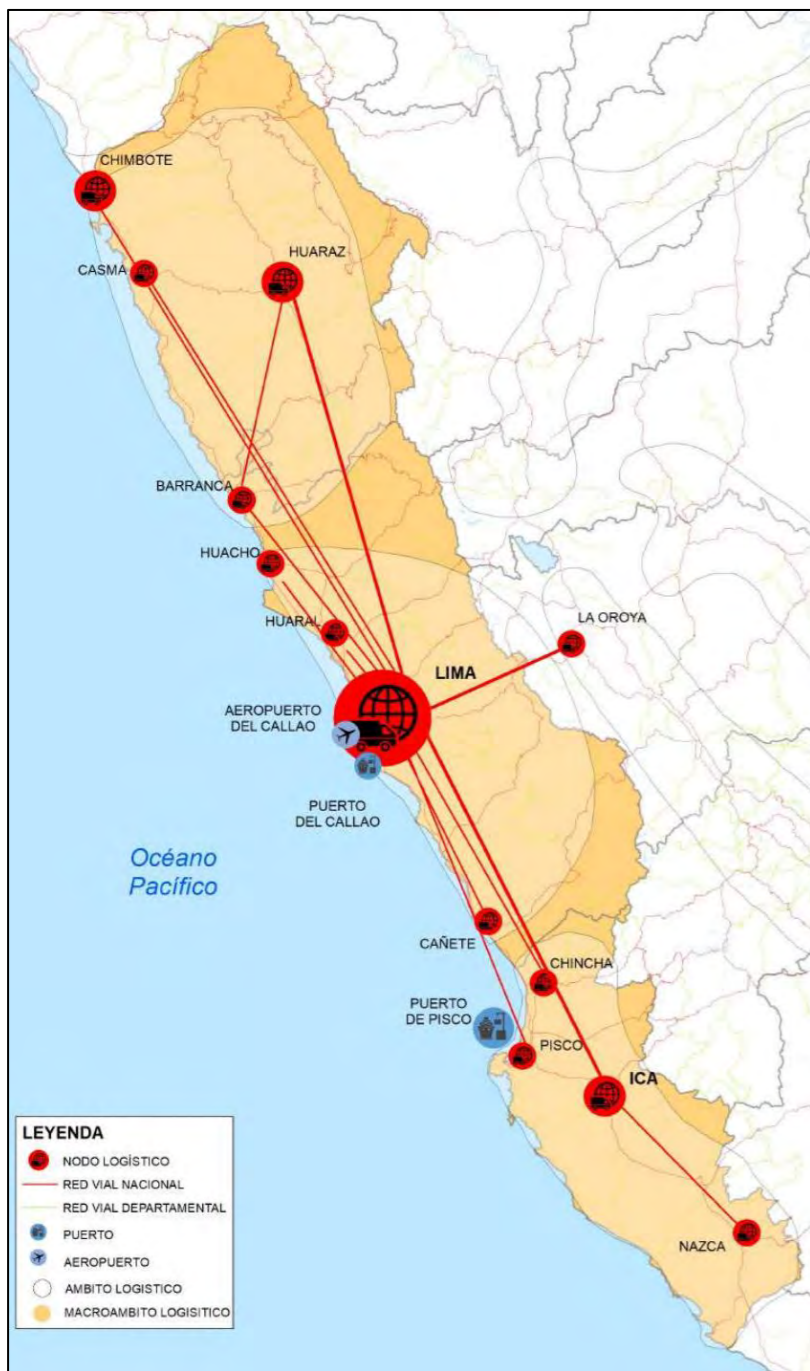 CHIMBOTE
HUARAZ
CASMA
BARRANCA
HUACHO
HUARAL
LA OROYA
LIMA
AEROPUERTO
DEL CALLAO
PUERTO
DEL CALLAO
Océano
Pacífico
CAÑETE
CHINCHA
PUERTO
DE PISCO
PISCO
ICA
NAZCA
LEYENDA
NODO LOGÍSTICO
RED VIAL NACIONAL
RED VIAL DEPARTAMENTAL
PUERTO
AEROPUERTO
AMBITO LOGISTICO
MACROAMBITO LOGISITICO